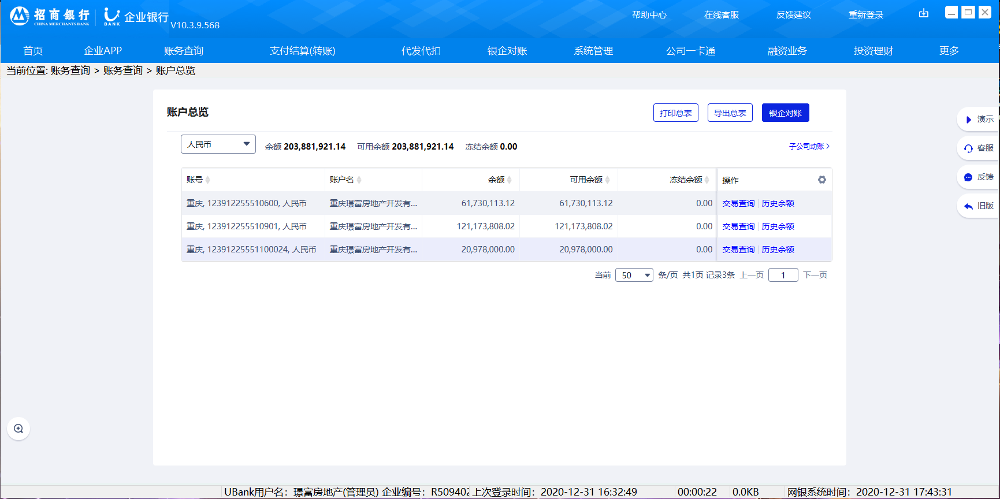 招商银行 CHINA MERCHANTS BANK U BANK 企业银行 V10.3.9.568 帮助中心 在线客服 反馈建议 重新登录
首页 企业APP 账务查询 支付结算(转账) 代发代扣 银企对账 系统管理 公司一卡通 融资业务 投资理财 更多
当前位置: 账务查询 > 账务查询 > 账户总览
账户总览 打印总表 导出总表 银企对账
人民币 余额 203,881,921.14 可用余额 203,881,921.14 冻结余额 0.00 子公司动账 >
账号 账户名 余额 可用余额 冻结余额 操作
重庆, 123912255510600, 人民币 重庆璟富房地产开发有... 61,730,113.12 61,730,113.12 0.00 交易查询 历史余额
重庆, 123912255510901, 人民币 重庆璟富房地产开发有... 121,173,808.02 121,173,808.02 0.00 交易查询 历史余额
重庆, 12391225551100024, 人民币 重庆璟富房地产开发有... 20,978,000.00 20,978,000.00 0.00 交易查询 历史余额
当前 50 条/页 共1页 记录3条 上一页 1 下一页
演示
客服
反馈
旧版
UBank用户名：璟富房地产(管理员) 企业编号：R509402 上次登录时间：2020-12-31 16:32:49 00:00:22 0.0KB 网银系统时间：2020-12-31 17:43:31